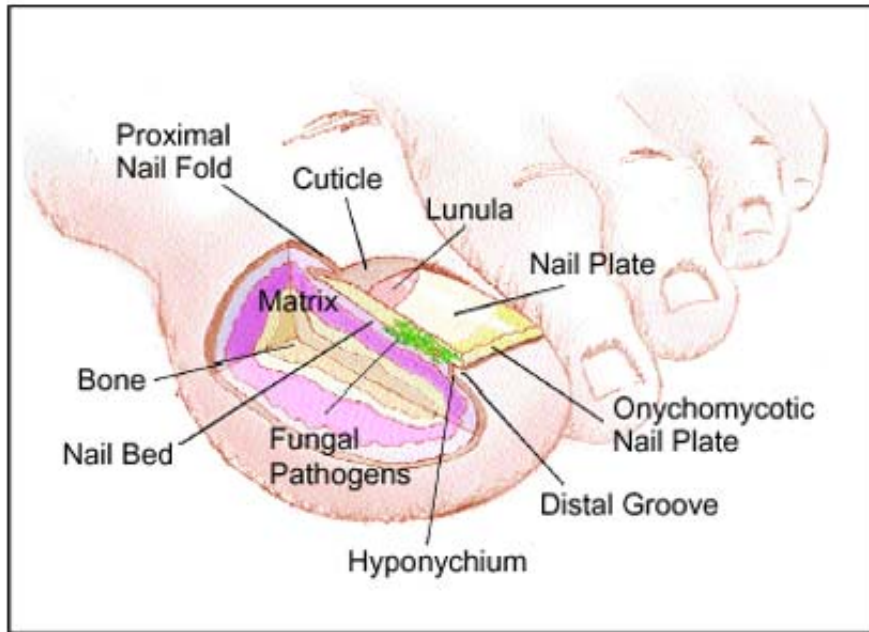 Proximal
Nail Fold
Cuticle
Lunula
Nail Plate
Matrix
Bone
Nail Bed
Fungal
Pathogens
Onychomycotic
Nail Plate
Distal Groove
Hyponychium